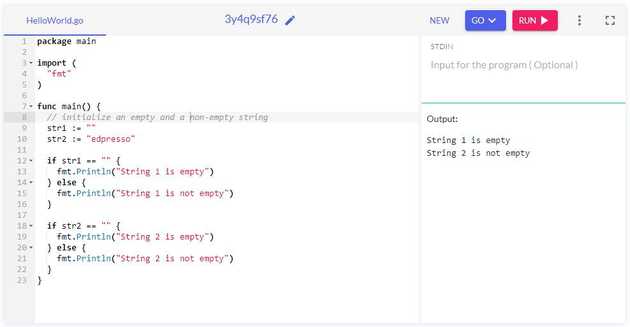 HelloWorld.go
3y4q9sf76
NEW
GO
RUN
STDIN
Input for the program ( Optional )
Output:
String 1 is empty
String 2 is not empty
1 package main
2
3 import (
4   "fmt"
5 )
6
7 func main() {
8   // initialize an empty and a non-empty string
9   str1 := ""
10   str2 := "edpresso"
11
12   if str1 == "" {
13     fmt.Println("String 1 is empty")
14   } else {
15     fmt.Println("String 1 is not empty")
16   }
17
18   if str2 == "" {
19     fmt.Println("String 2 is empty")
20   } else {
21     fmt.Println("String 2 is not empty")
22   }
23 }